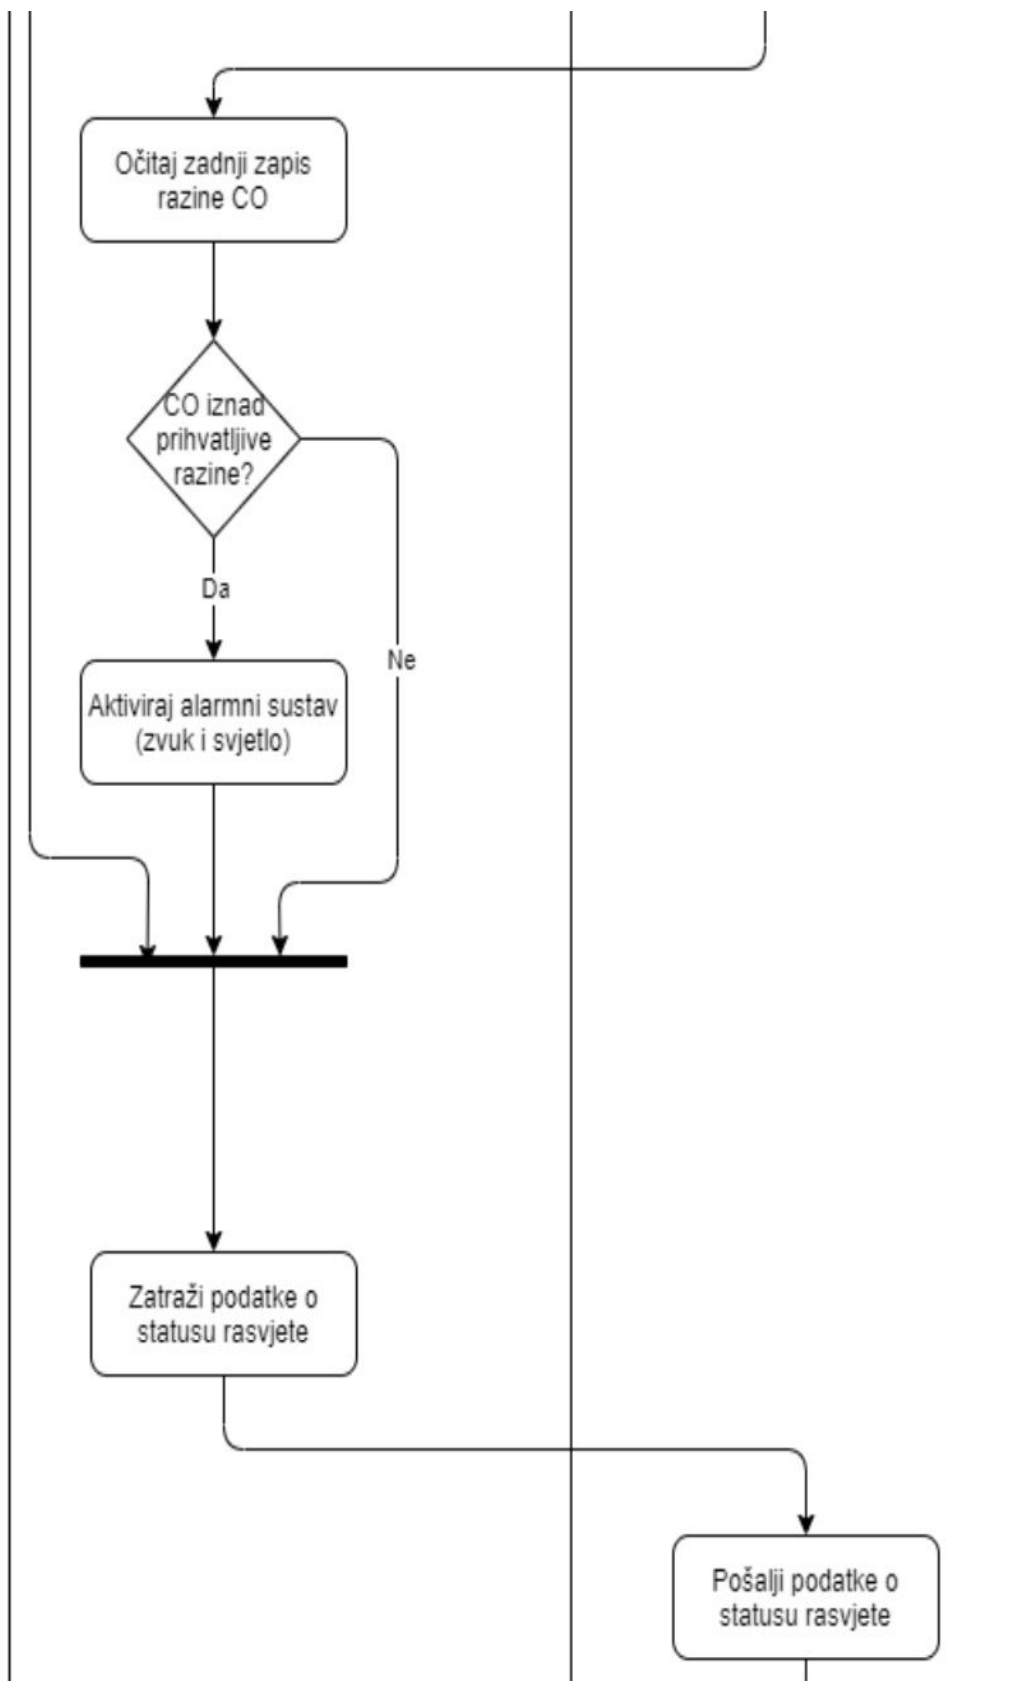 Očitaj zadnji zapis
razine CO
CO iznad
prihvatljive
razine?
Da
Ne
Aktiviraj alarmni sustav
(zvuk i svjetlo)
Zatraži podatke o
statusu rasvjete
Pošalji podatke o
statusu rasvjete